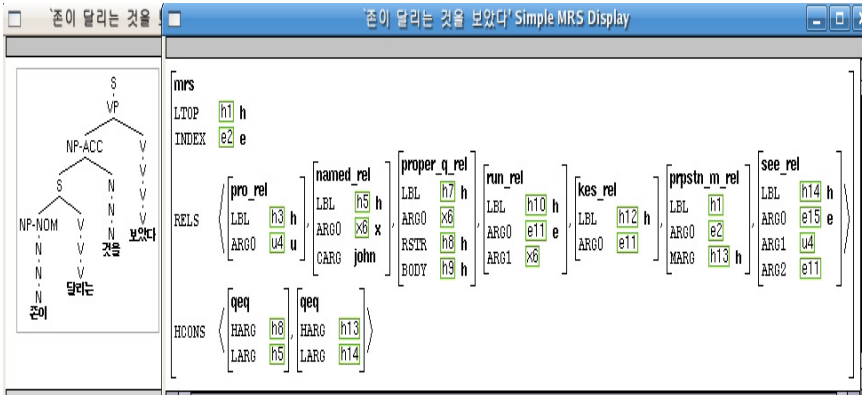 '존이 달리는 것을
'존이 달리는 것을 보았다' Simple MRS Display
S
VP
NP-ACC V
S N V
NP-NOM V N V
N V N V
N V 것을 보았다
N 달리는
N
존이
mrs
LTOP h1 h
INDEX e2 e
RELS
pro_rel
LBL h3 h
ARG0 u4 u
named_rel
LBL h5 h
ARG0 x6 x
CARG john
proper_q_rel
LBL h7 h
ARG0 x6
RSTR h8 h
BODY h9 h
run_rel
LBL h10 h
ARG0 e11 e
ARG1 x6
kes_rel
LBL h12 h
ARG0 e11
prpstn_m_rel
LBL h1
ARG0 e2
MARG h13 h
see_rel
LBL h14 h
ARG0 e15 e
ARG1 u4
ARG2 e11
HCONS
qeq
HARG h8
LARG h5
qeq
HARG h13
LARG h14